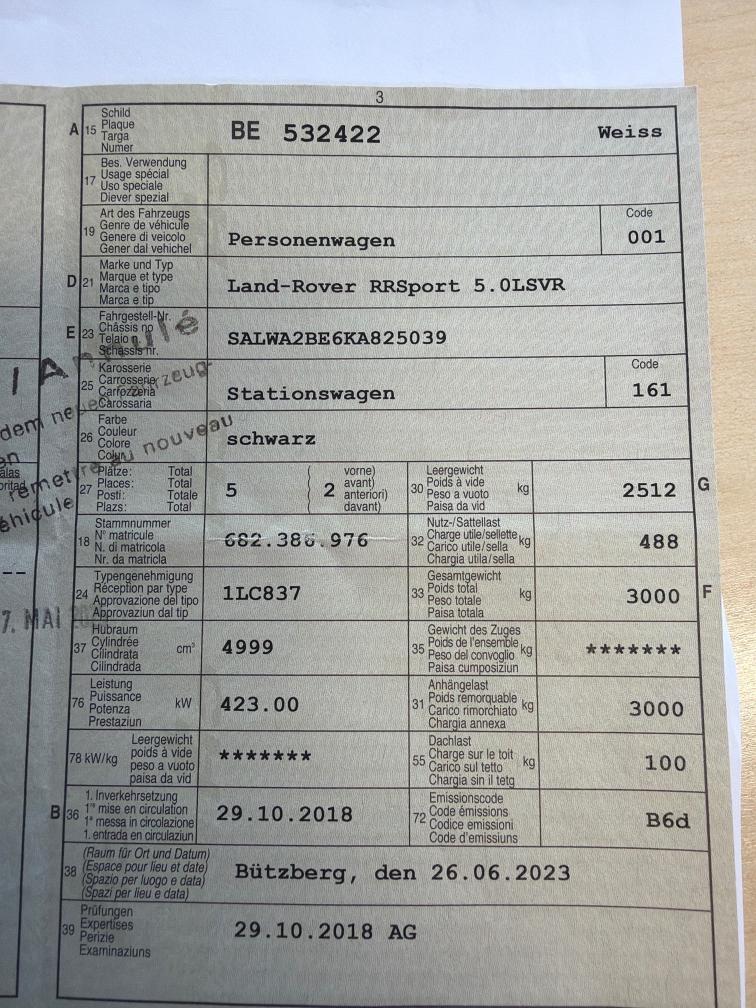 3
A 15 Schild
Plaque
Targa
Numer
BE 532422 Weiss
17 Bes. Verwendung
Usage spécial
Uso speciale
Diever spezial
19 Art des Fahrzeugs
Genre de véhicule
Genere di veicolo
Gener dal vehichel
Personenwagen
Code
001
D 21 Marke und Typ
Marque et type
Marca e tipo
Marca e tip
Land-Rover RRSport 5.0LSVR
E 23 Fahrgestell-Nr.
Châssis no
Telaio n.
Schassis nr.
SALWA2BE6KA825039
25 Karosserie
Carrosserie
Carrozzeria
Carossaria
Stationswagen
Code
161
26 Farbe
Couleur
Colore
Colur
schwarz
27 Plätze: Total
Places: Total
Posti: Totale
Plazs: Total
5
( vorne)
avant)
( 2 anteriori)
davant)
30 Leergewicht
Poids à vide
Peso a vuoto
Paisa da vid
kg
2512 G
18 Stammnummer
N° matricule
N. di matricola
Nr. da matricla
682.386.976
32 Nutz-/Sattellast
Charge utile/sellette
Carico utile/sella
Chargia utila/sella
kg
488
24 Typengenehmigung
Réception par type
Approvazione del tipo
Approvaziun dal tip
1LC837
33 Gesamtgewicht
Poids total
Peso totale
Paisa totala
kg
3000 F
37 Hubraum
Cylindrée
Cilindrata
Cilindrada
cm³
4999
35 Gewicht des Zuges
Poids de l'ensemble
Peso del convoglio
Paisa cumposiziun
kg
*******
76 Leistung
Puissance
Potenza
Prestaziun
kW
423.00
31 Anhängelast
Poids remorquable
Carico rimorchiato
Chargia annexa
kg
3000
78 kW/kg Leergewicht
poids à vide
peso a vuoto
paisa da vid
*******
55 Dachlast
Charge sur le toit
Carico sul tetto
Chargia sin il tetg
kg
100
B 36 1. Inverkehrsetzung
1re mise en circulation
1a messa in circolazione
1. entrada en circulaziun
29.10.2018
72 Emissionscode
Code émissions
Codice emissioni
Code d'emissiuns
B6d
38 (Raum für Ort und Datum)
(Espace pour lieu et date)
(Spazio per luogo e data)
(Spazi per lieu e data)
Bützberg, den 26.06.2023
39 Prüfungen
Expertises
Perizie
Examinaziuns
29.10.2018 AG
/ Annulé
dem neuen Fahrzeug
remettre au nouveau
véhicule
7. MAI
--